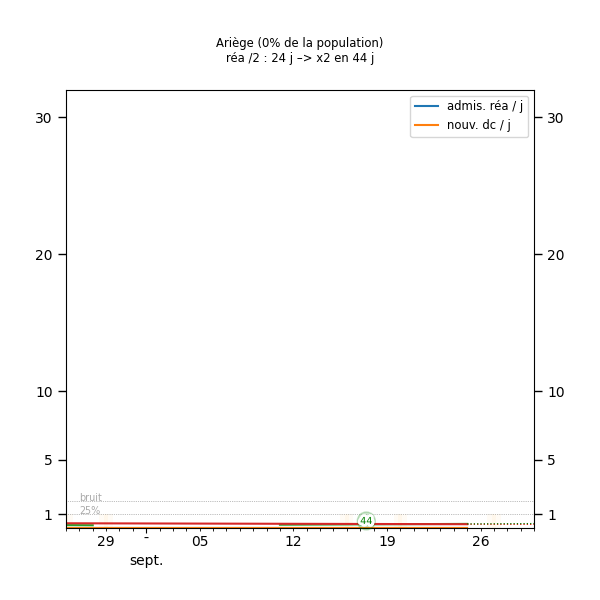 Ariège (0% de la population)
réa /2 : 24 j –> x2 en 44 j
admis. réa / j
nouv. dc / j
30 30
20 20
10 10
5 5
bruit
25%
1 1
44
29 - 05 12 19 26
sept.